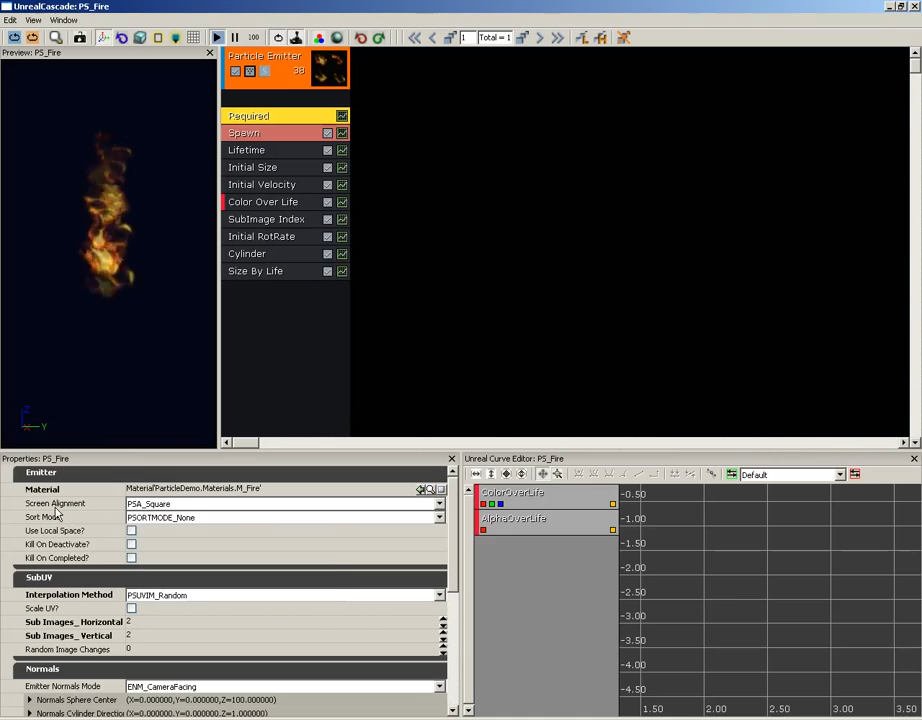 UnrealCascade: PS_Fire
Edit View Window
100
1 Total = 1
Preview: PS_Fire
Particle Emitter
S 38
Required
Spawn
Lifetime
Initial Size
Initial Velocity
Color Over Life
SubImage Index
Initial RotRate
Cylinder
Size By Life
Z
X Y
Properties: PS_Fire
Emitter
Material Material'ParticleDemo.Materials.M_Fire'
Screen Alignment PSA_Square
Sort Mode PSORTMODE_None
Use Local Space?
Kill On Deactivate?
Kill On Completed?
SubUV
Interpolation Method PSUVIM_Random
Scale UV?
Sub Images_Horizontal 2
Sub Images_Vertical 2
Random Image Changes 0
Normals
Emitter Normals Mode ENM_CameraFacing
Normals Sphere Center (X=0.000000,Y=0.000000,Z=100.000000)
Normals Cylinder Directio (X=0.000000,Y=0.000000,Z=1.000000)
Unreal Curve Editor: PS_Fire
Default
ColorOverLife
AlphaOverLife
-0.50
-1.00
-1.50
-2.00
-2.50
-3.00
-3.50
-4.00
-4.50
1.50 2.00 2.50 3.00 3.50